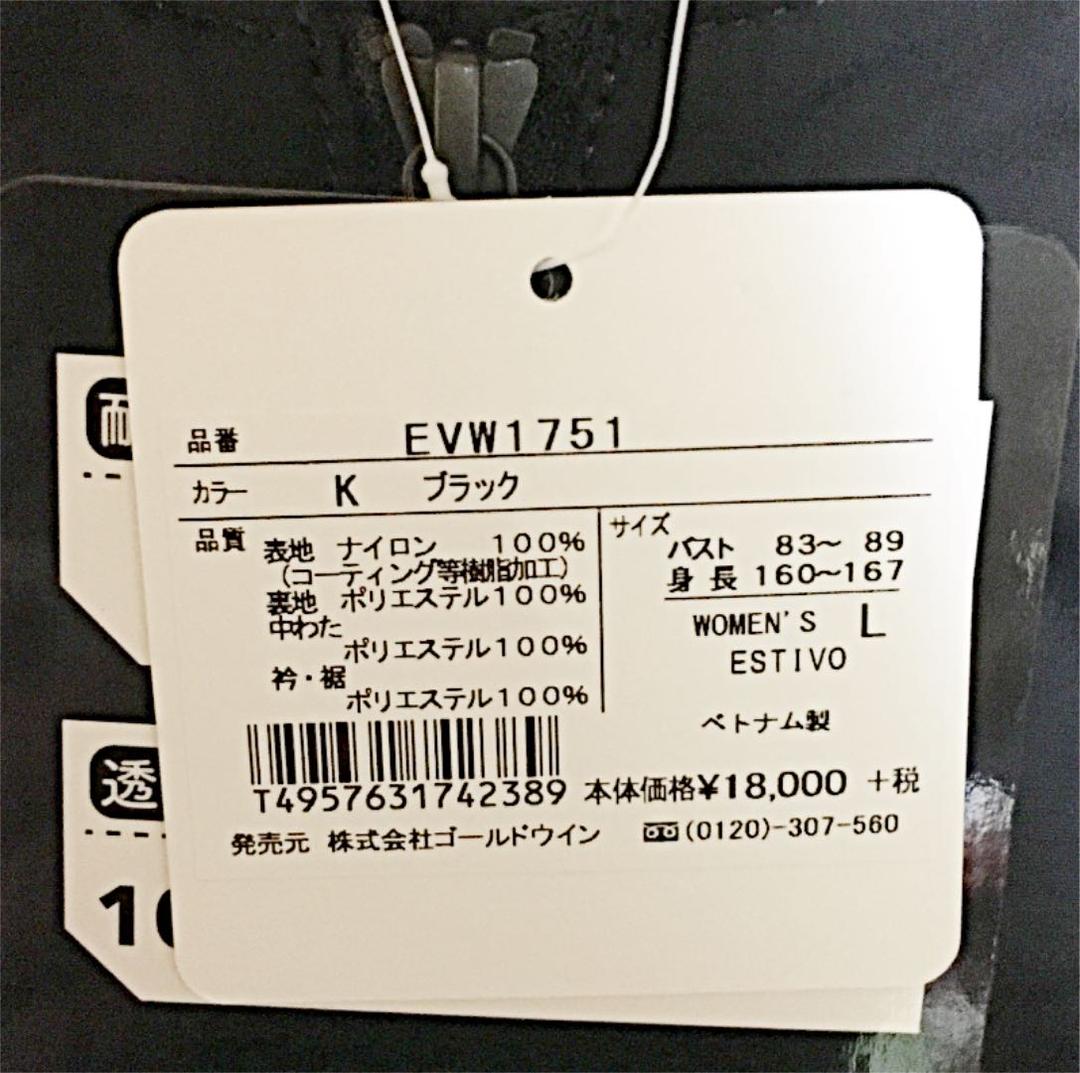 品番 EVW1751
カラー K ブラック
品質 表地 ナイロン 100%
(コーティング等樹脂加工)
裏地 ポリエステル100%
中わた
ポリエステル100%
衿・裾
ポリエステル100%
サイズ
バスト 83~ 89
身長 160~167
WOMEN'S L
ESTIVO
ベトナム製
T4957631742389
本体価格¥18,000 +税
発売元 株式会社ゴールドウイン (0120)-307-560
耐
透
10